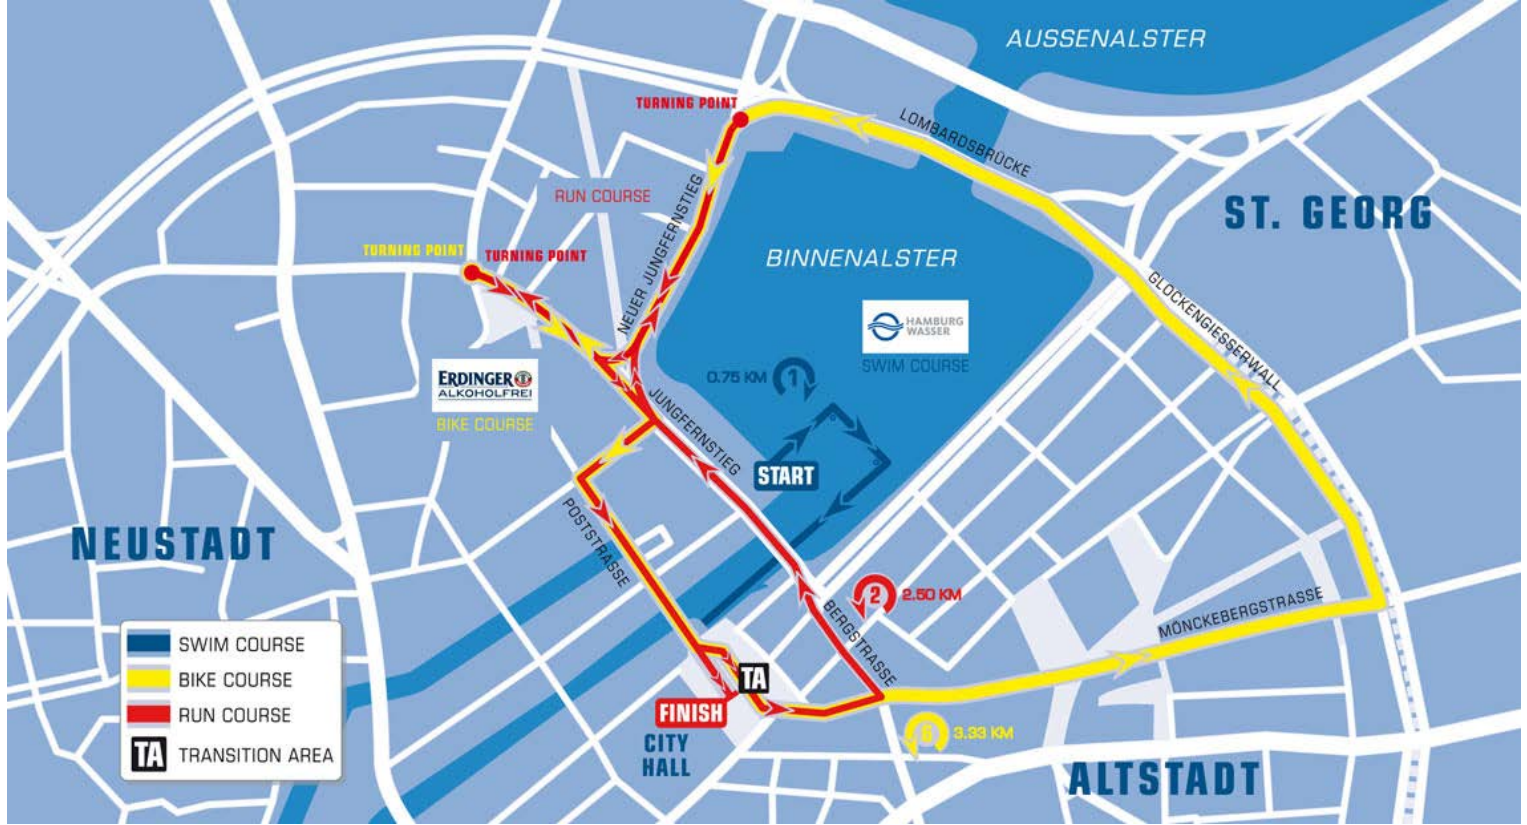 AUSSENALSTER
TURNING POINT
LOMBARDSBRÜCKE
RUN COURSE
ST. GEORG
NEUER JUNGFERNSTIEG
TURNING POINT
TURNING POINT
BINNENALSTER
GLOCKENGIESSERWALL
HAMBURG
WASSER
SWIM COURSE
0.75 KM
1
ERDINGER
ALKOHOLFREI
BIKE COURSE
JUNGFERNSTIEG
START
NEUSTADT
POSTSTRASSE
2
2.50 KM
BERGSTRASSE
MÖNCKEBERGSTRASSE
TA
FINISH
CITY
HALL
6
3.33 KM
ALTSTADT
SWIM COURSE
BIKE COURSE
RUN COURSE
TA TRANSITION AREA